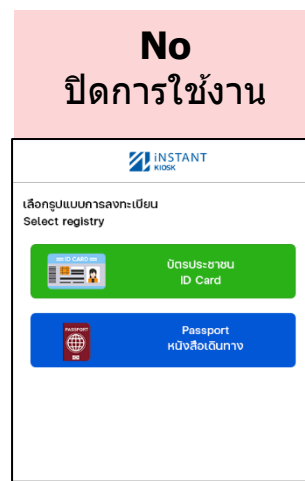 No
ปิดการใช้งาน
INSTANT
KIOSK
เลือกรูปแบบการลงทะเบียน
Select registry
ID CARD
บัตรประชาชน
ID Card
PASSPORT
Passport
หนังสือเดินทาง